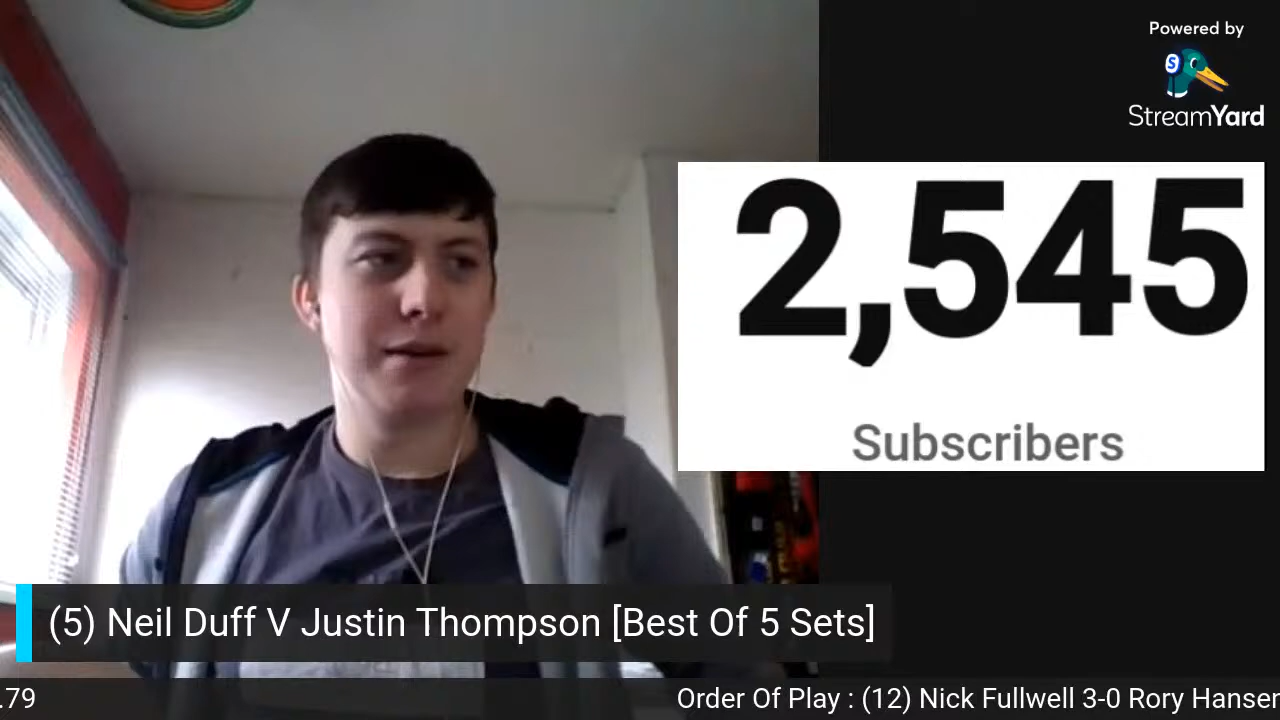 Powered by
S
StreamYard
2,545
Subscribers
(5) Neil Duff V Justin Thompson [Best Of 5 Sets]
.79
Order Of Play : (12) Nick Fullwell 3-0 Rory Hansen